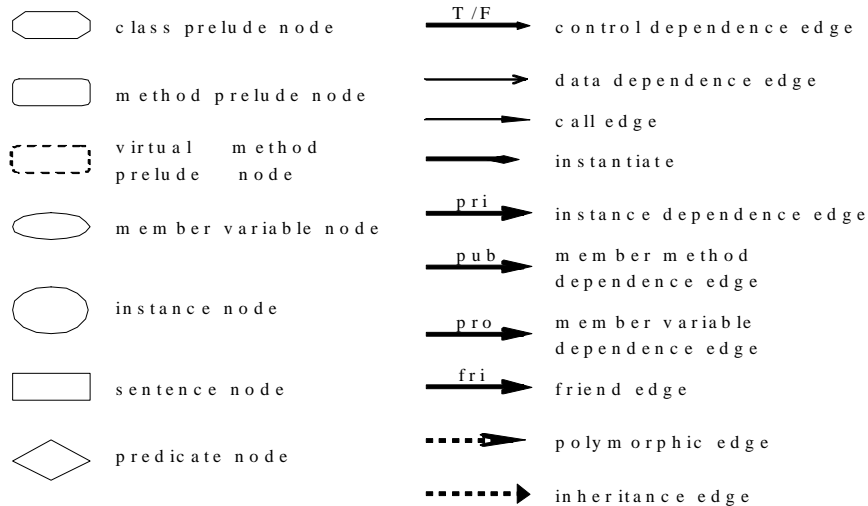 class prelude node
method prelude node
virtual method
prelude node
member variable node
instance node
sentence node
predicate node
T/F
control dependence edge
data dependence edge
call edge
instantiate
pri
instance dependence edge
pub
member method
dependence edge
pro
member variable
dependence edge
fri
friend edge
polymorphic edge
inheritance edge